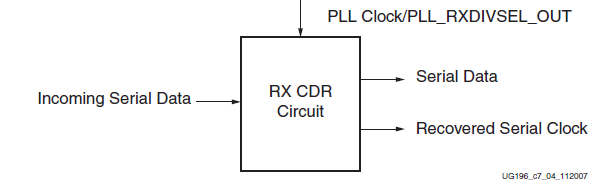 PLL Clock/PLL_RXDIVSEL_OUT
Incoming Serial Data
RX CDR
Circuit
Serial Data
Recovered Serial Clock
UG196_c7_04_112007